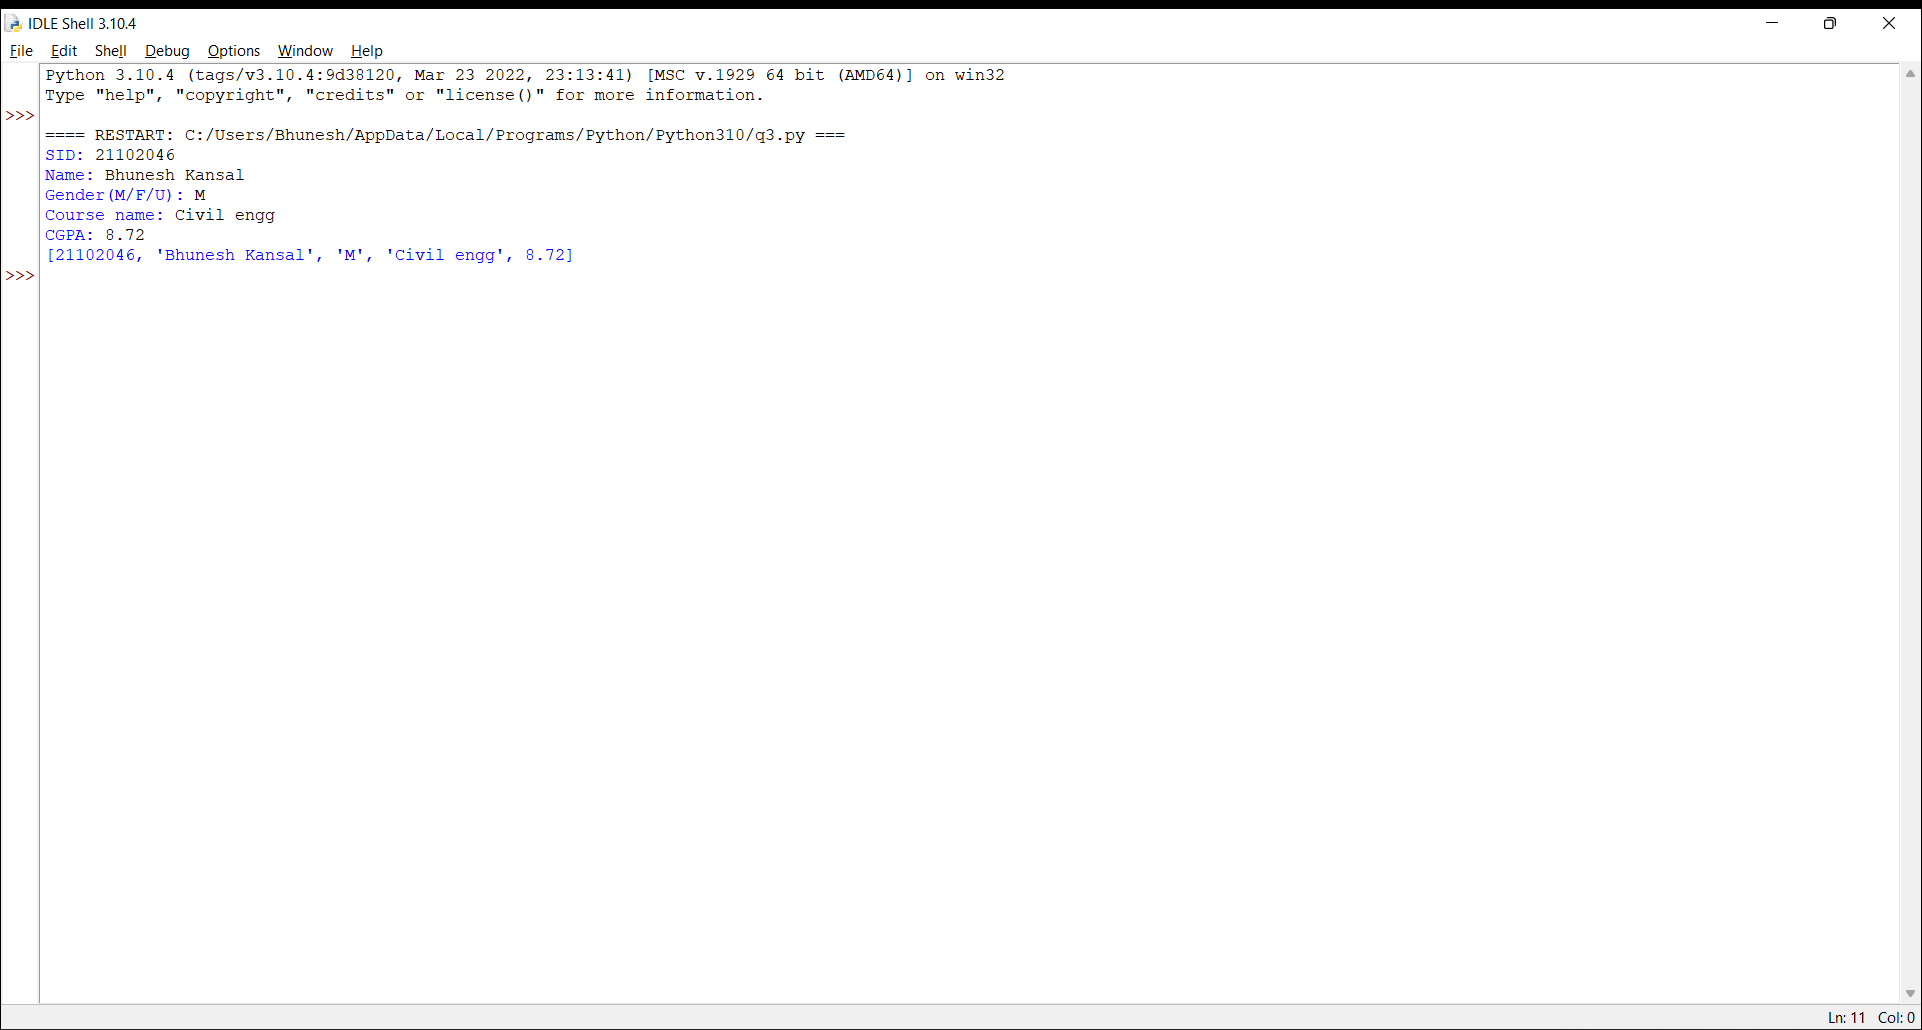 IDLE Shell 3.10.4
File Edit Shell Debug Options Window Help
Python 3.10.4 (tags/v3.10.4:9d38120, Mar 23 2022, 23:13:41) [MSC v.1929 64 bit (AMD64)] on win32
Type "help", "copyright", "credits" or "license()" for more information.
>>>
==== RESTART: C:/Users/Bhunesh/AppData/Local/Programs/Python/Python310/q3.py ===
SID: 21102046
Name: Bhunesh Kansal
Gender(M/F/U): M
Course name: Civil engg
CGPA: 8.72
[21102046, 'Bhunesh Kansal', 'M', 'Civil engg', 8.72]
>>>
Ln: 11 Col: 0